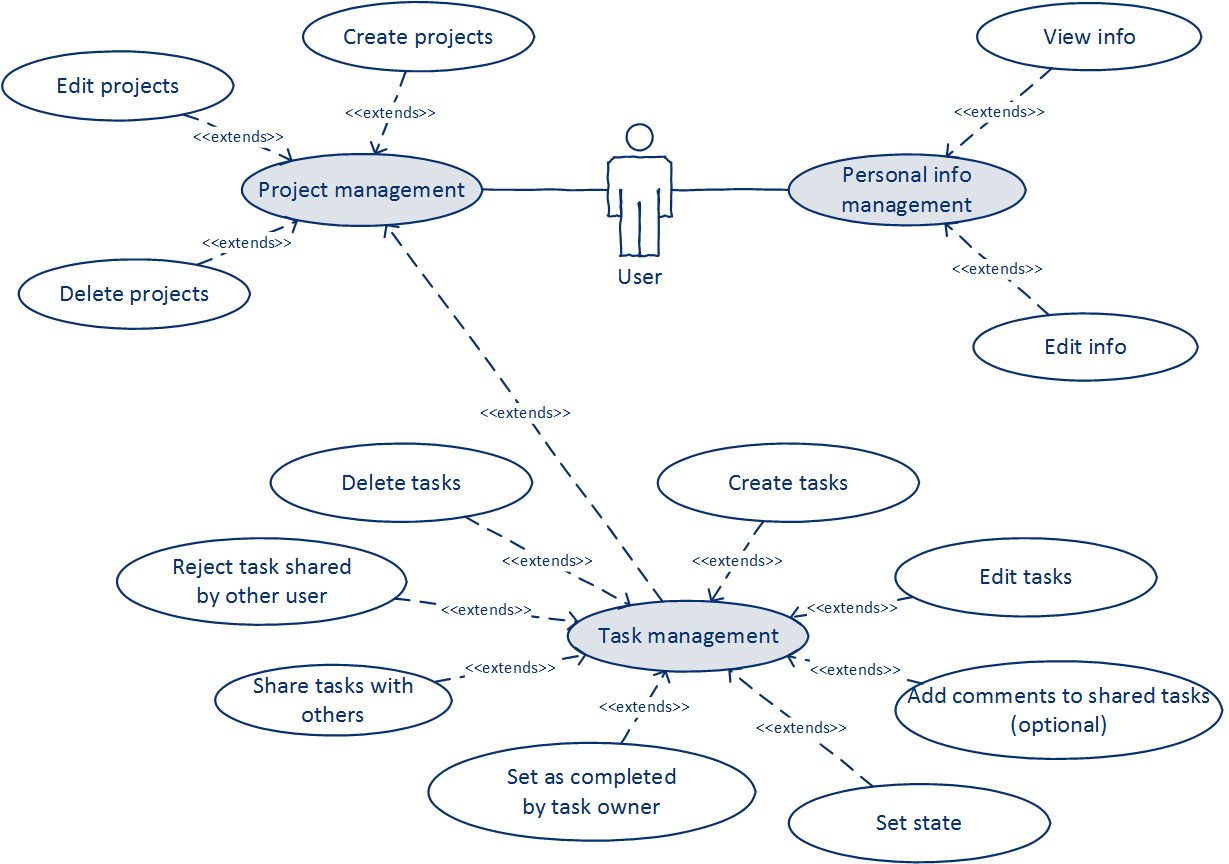 Create projects
View info
Edit projects
<<extends>>
<<extends>>
<<extends>>
Project management
Personal info
management
<<extends>>
<<extends>>
User
Delete projects
Edit info
<<extends>>
Delete tasks
Create tasks
<<extends>>
<<extends>>
Reject task shared
by other user
Edit tasks
<<extends>>
<<extends>>
Task management
<<extends>>
<<extends>>
Share tasks with
others
Add comments to shared tasks
(optional)
<<extends>>
<<extends>>
Set as completed
by task owner
Set state